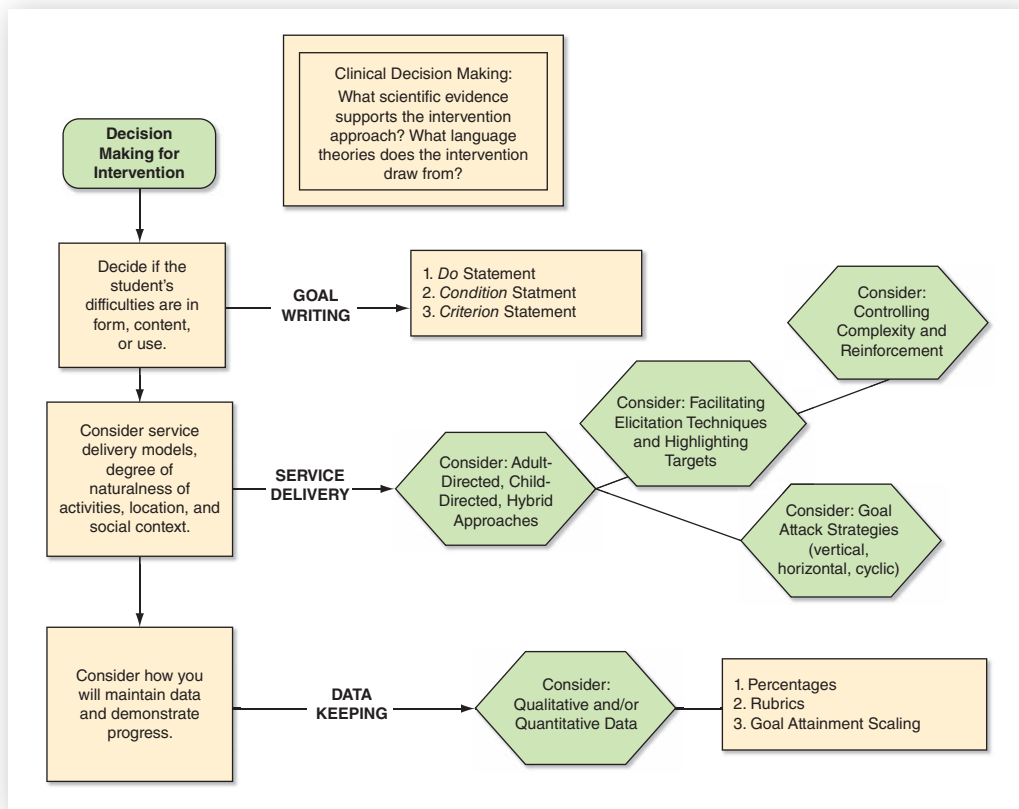 Clinical Decision Making:
What scientific evidence
supports the intervention
approach? What language
theories does the intervention
draw from?
Decision
Making for
Intervention
Decide if the
student's
difficulties are in
form, content,
or use.
GOAL
WRITING
1. Do Statement
2. Condition Statment
3. Criterion Statement
Consider:
Controlling
Complexity and
Reinforcement
Consider: Facilitating
Elicitation Techniques
and Highlighting
Targets
Consider service
delivery models,
degree of
naturalness of
activities, location, and
social context.
SERVICE
DELIVERY
Consider: Adult-
Directed, Child-
Directed, Hybrid
Approaches
Consider: Goal
Attack Strategies
(vertical,
horizontal, cyclic)
Consider how you
will maintain data
and demonstrate
progress.
DATA
KEEPING
Consider:
Qualitative and/or
Quantitative Data
1. Percentages
2. Rubrics
3. Goal Attainment Scaling